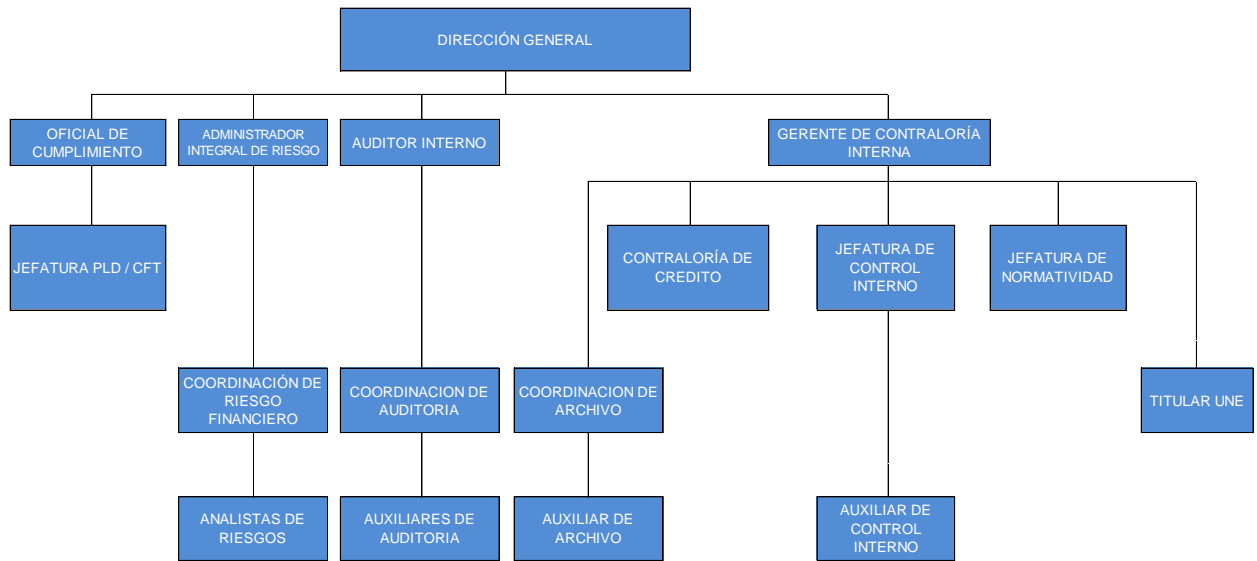 DIRECCIÓN GENERAL
OFICIAL DE
CUMPLIMIENTO
ADMINISTRADOR
INTEGRAL DE RIESGO
AUDITOR INTERNO
GERENTE DE CONTRALORÍA
INTERNA
JEFATURA PLD / CFT
CONTRALORÍA DE
CREDITO
JEFATURA DE
CONTROL
INTERNO
JEFATURA DE
NORMATIVIDAD
COORDINACIÓN DE
RIESGO
FINANCIERO
COORDINACION DE
AUDITORIA
COORDINACION DE
ARCHIVO
TITULAR UNE
ANALISTAS DE
RIESGOS
AUXILIARES DE
AUDITORIA
AUXILIAR DE
ARCHIVO
AUXILIAR DE
CONTROL
INTERNO